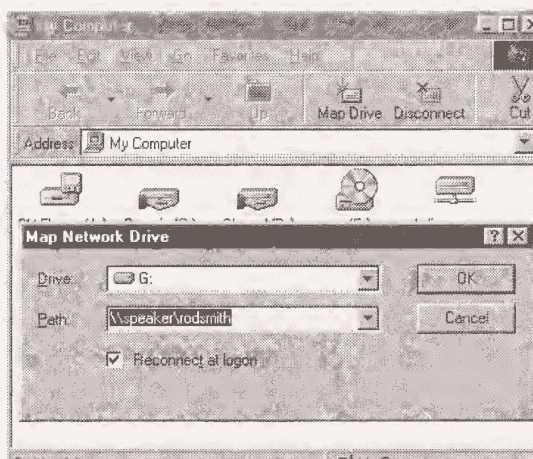 My Computer
File Edit View Go Favorites Help
Back Forward Up Map Drive Disconnect Cut
Address My Computer
Map Network Drive
Drive: G: OK
Path: \\speaker\rodsmith Cancel
Reconnect at logon